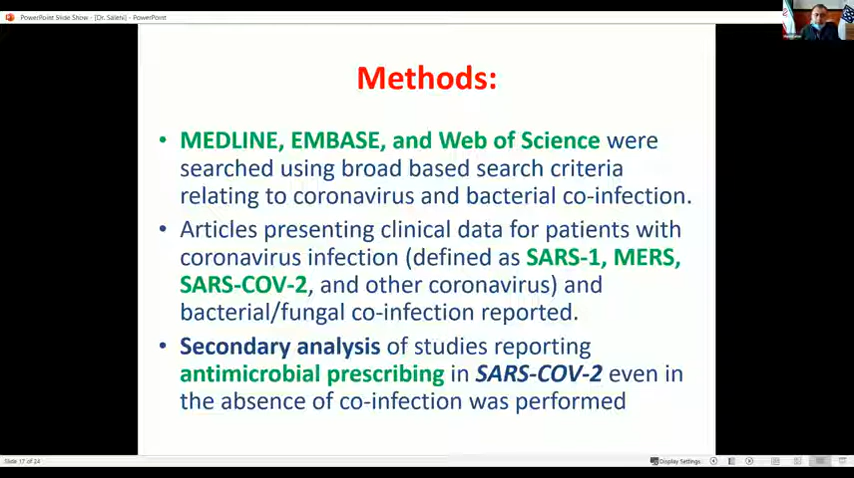 PowerPoint Slide Show - [Dr. Salehi] - PowerPoint
Methods:
• MEDLINE, EMBASE, and Web of Science were
searched using broad based search criteria
relating to coronavirus and bacterial co-infection.
• Articles presenting clinical data for patients with
coronavirus infection (defined as SARS-1, MERS,
SARS-COV-2, and other coronavirus) and
bacterial/fungal co-infection reported.
• Secondary analysis of studies reporting
antimicrobial prescribing in SARS-COV-2 even in
the absence of co-infection was performed
Slide 17 of 24
Display Settings